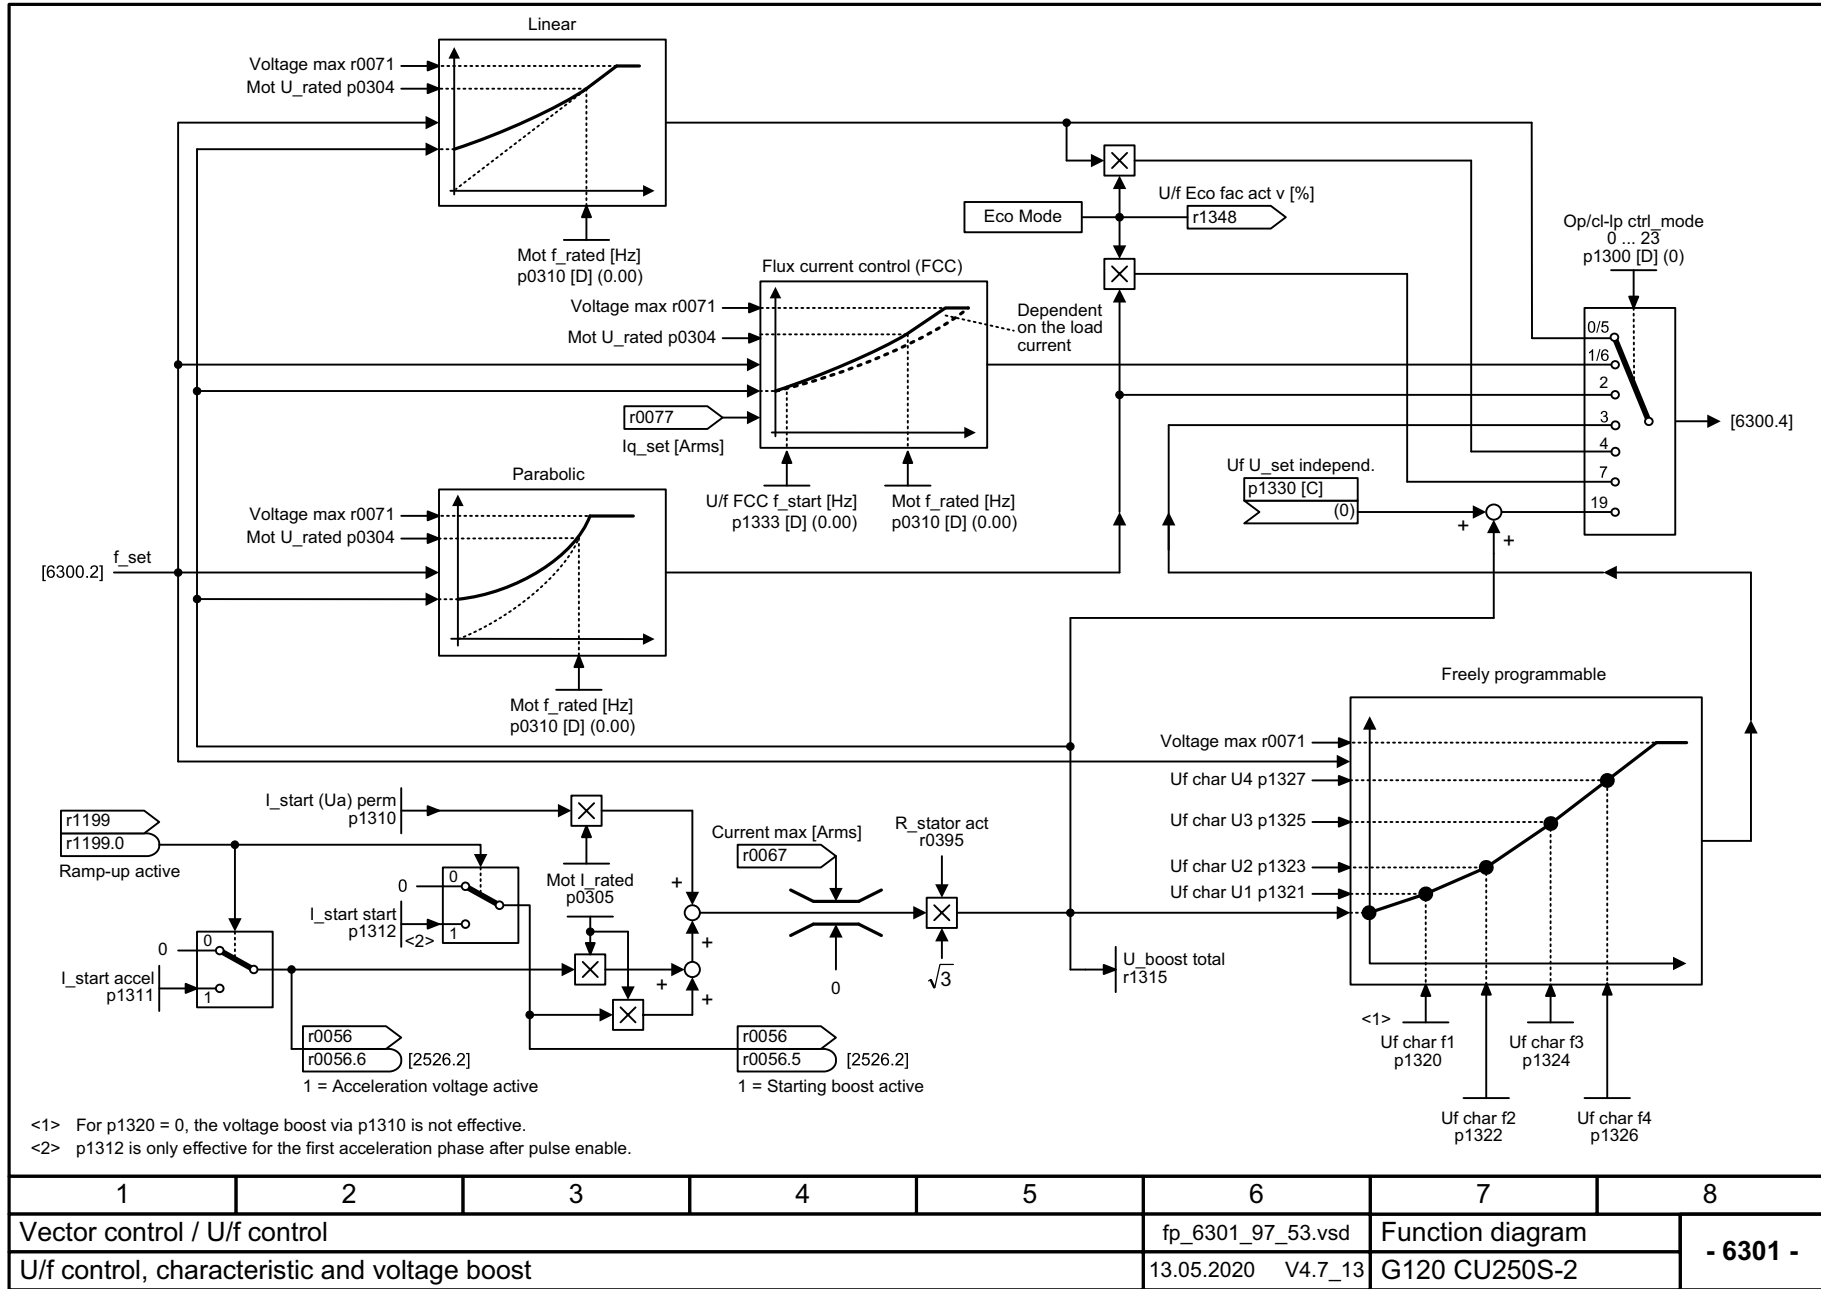 Linear
Voltage max r0071
Mot U_rated p0304
Mot f_rated [Hz]
p0310 [D] (0.00)
Eco Mode
U/f Eco fac act v [%]
r1348
Op/cl-lp ctrl_mode
0 ... 23
p1300 [D] (0)
Flux current control (FCC)
Voltage max r0071
Mot U_rated p0304
Dependent
on the load
current
r0077
Iq_set [Arms]
U/f FCC f_start [Hz]
p1333 [D] (0.00)
Mot f_rated [Hz]
p0310 [D] (0.00)
0/5
1/6
2
3
4
7
19
[6300.4]
Uf U_set independ.
p1330 [C]
(0)
+
+
Parabolic
Voltage max r0071
Mot U_rated p0304
[6300.2]
f_set
Mot f_rated [Hz]
p0310 [D] (0.00)
Freely programmable
Voltage max r0071
Uf char U4 p1327
Uf char U3 p1325
Uf char U2 p1323
Uf char U1 p1321
<1>
Uf char f1
p1320
Uf char f3
p1324
Uf char f2
p1322
Uf char f4
p1326
I_start (Ua) perm
p1310
r1199
r1199.0
Ramp-up active
0
0
I_start start
p1312
<2>
1
Mot I_rated
p0305
0
0
I_start accel
p1311
1
+
+
+
+
Current max [Arms]
r0067
0
R_stator act
r0395
√3
U_boost total
r1315
r0056
r0056.6
[2526.2]
1 = Acceleration voltage active
r0056
r0056.5
[2526.2]
1 = Starting boost active
<1> For p1320 = 0, the voltage boost via p1310 is not effective.
<2> p1312 is only effective for the first acceleration phase after pulse enable.
1 2 3 4 5 6 7 8
Vector control / U/f control
fp_6301_97_53.vsd
Function diagram
- 6301 -
U/f control, characteristic and voltage boost
13.05.2020 V4.7_13
G120 CU250S-2